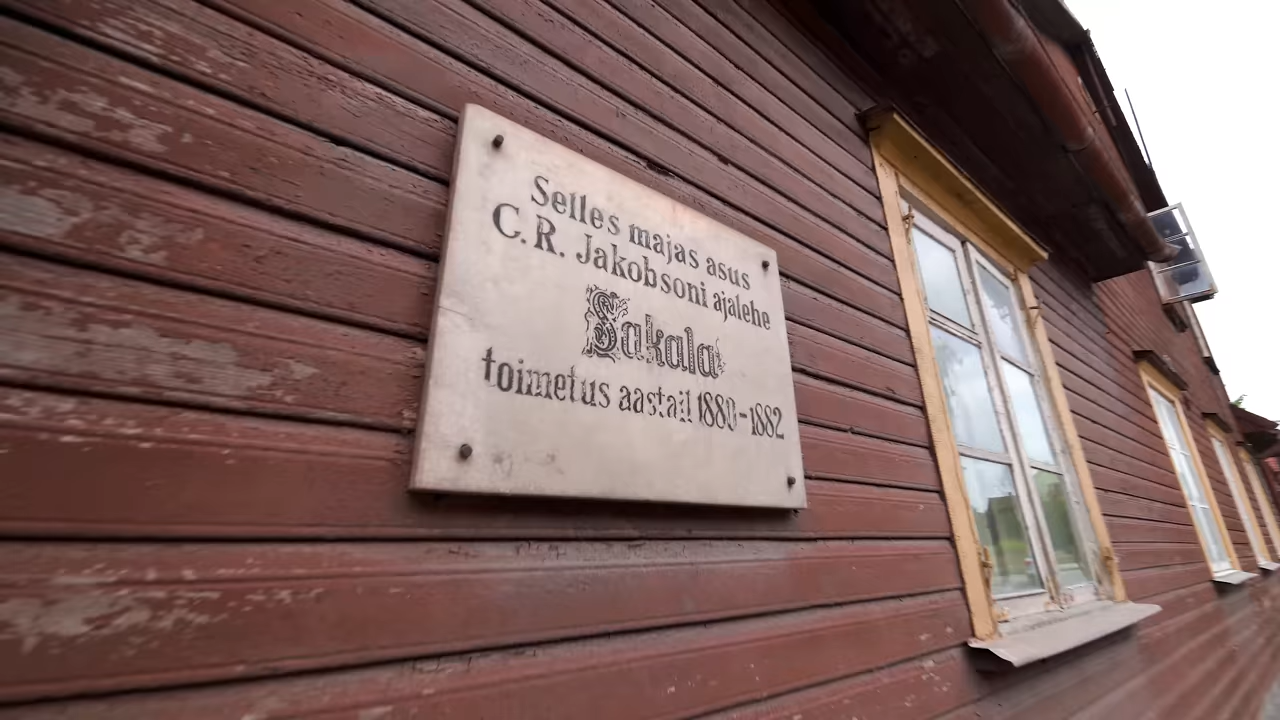 Selles majas asus
C.R. Jakobsoni ajalehe
Sakala
toimetus aastail 1880-1882